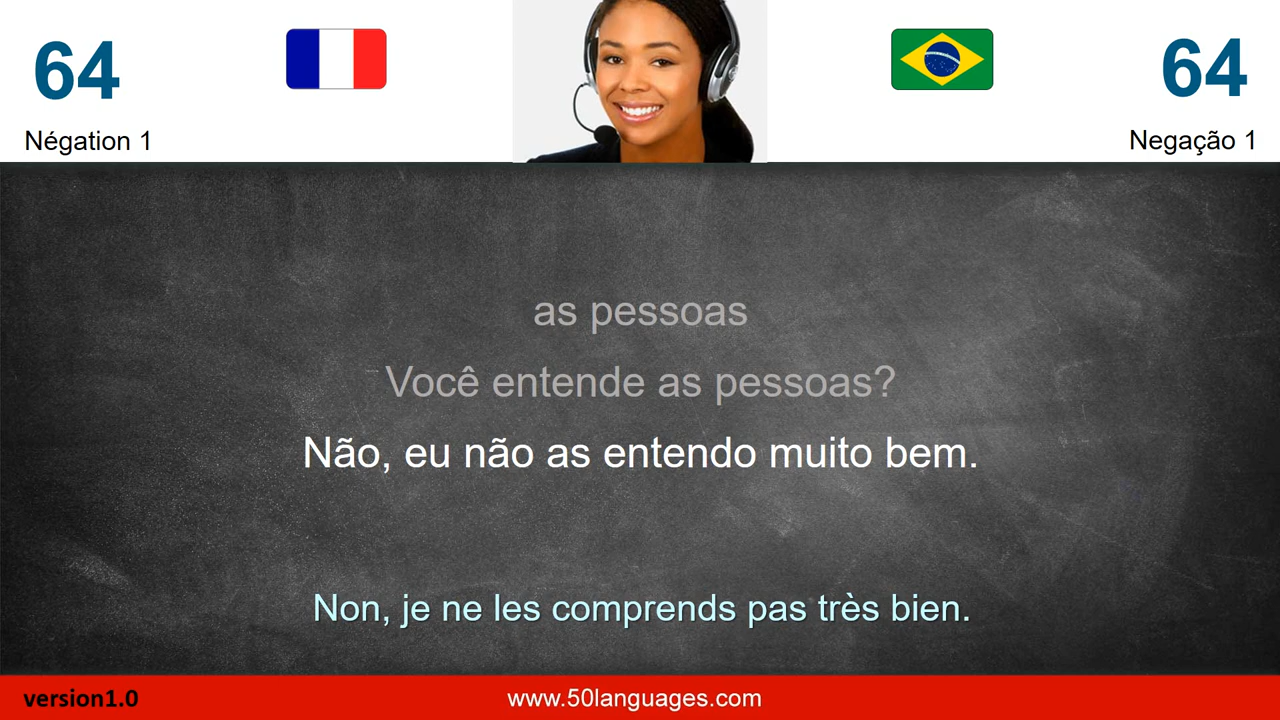 64
64
Négation 1
Negação 1
as pessoas
Você entende as pessoas?
Não, eu não as entendo muito bem.
Non, je ne les comprends pas très bien.
version1.0
www.50languages.com